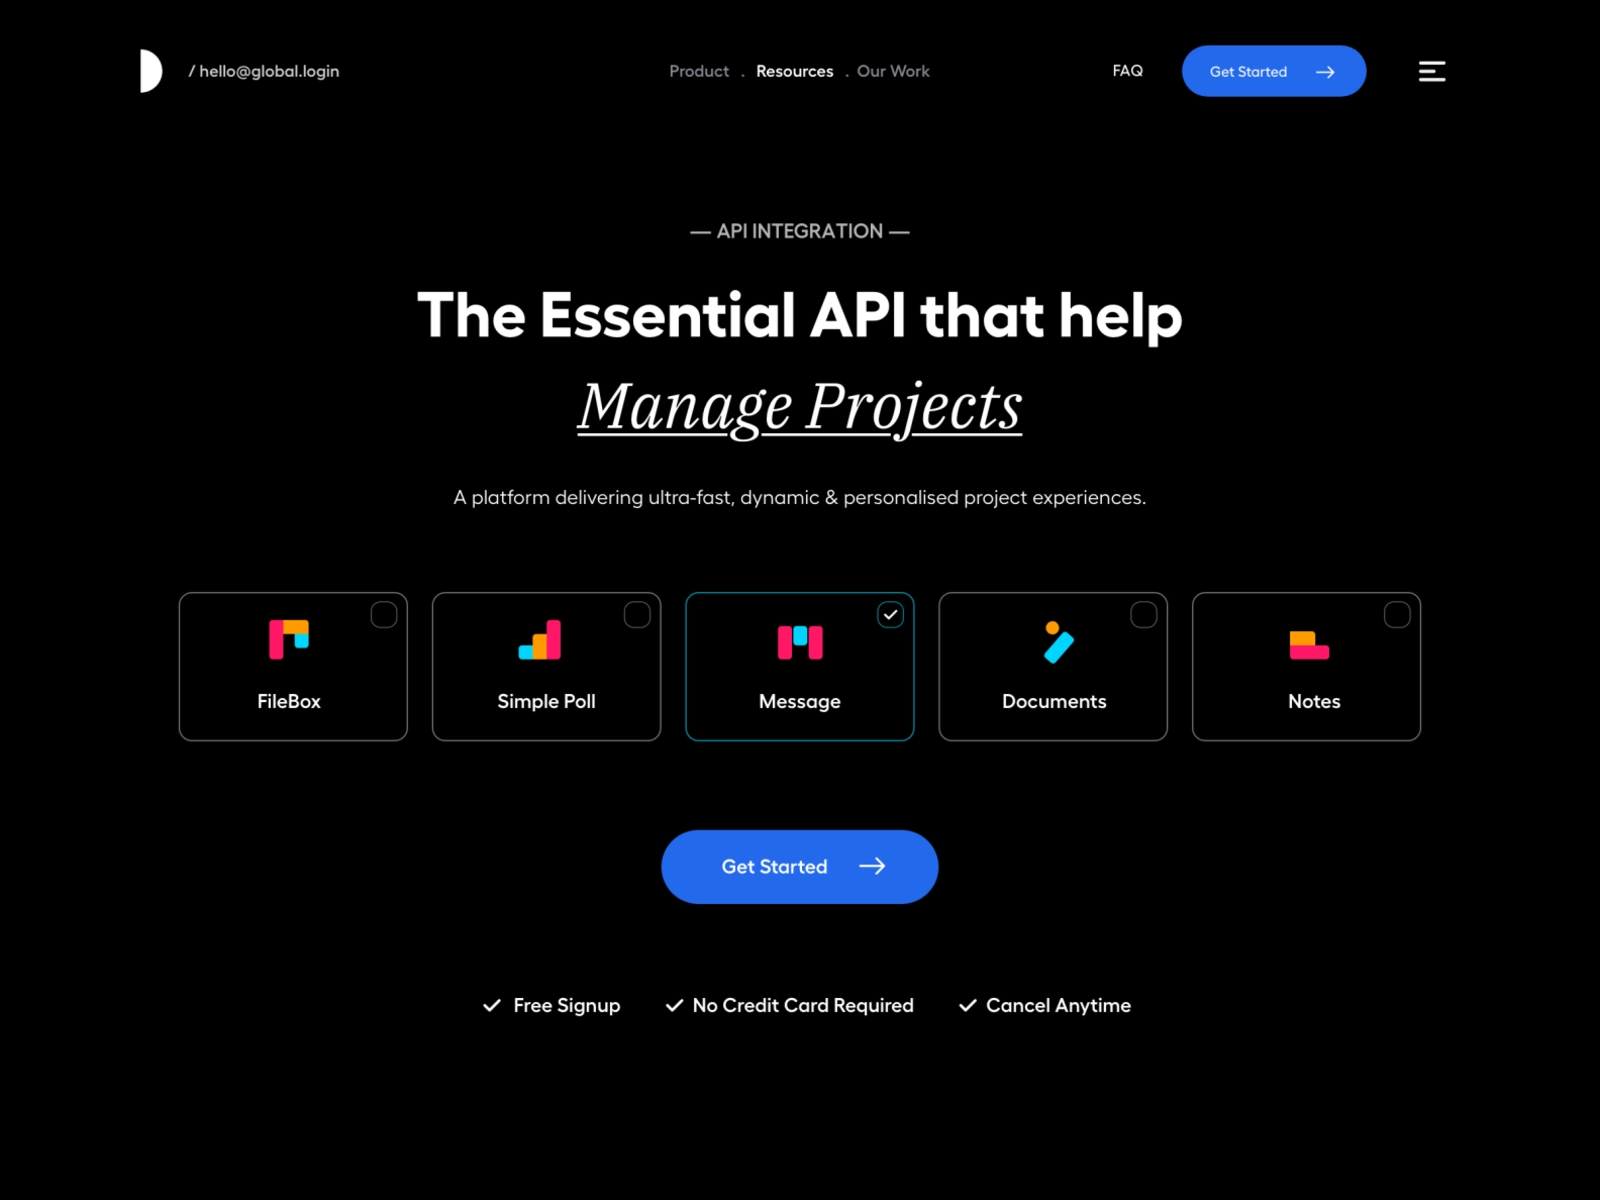 / hello@global.login
Product . Resources . Our Work
FAQ
Get Started
— API INTEGRATION —
The Essential API that help
Manage Projects
A platform delivering ultra-fast, dynamic & personalised project experiences.
FileBox
Simple Poll
Message
Documents
Notes
Get Started
Free Signup
No Credit Card Required
Cancel Anytime